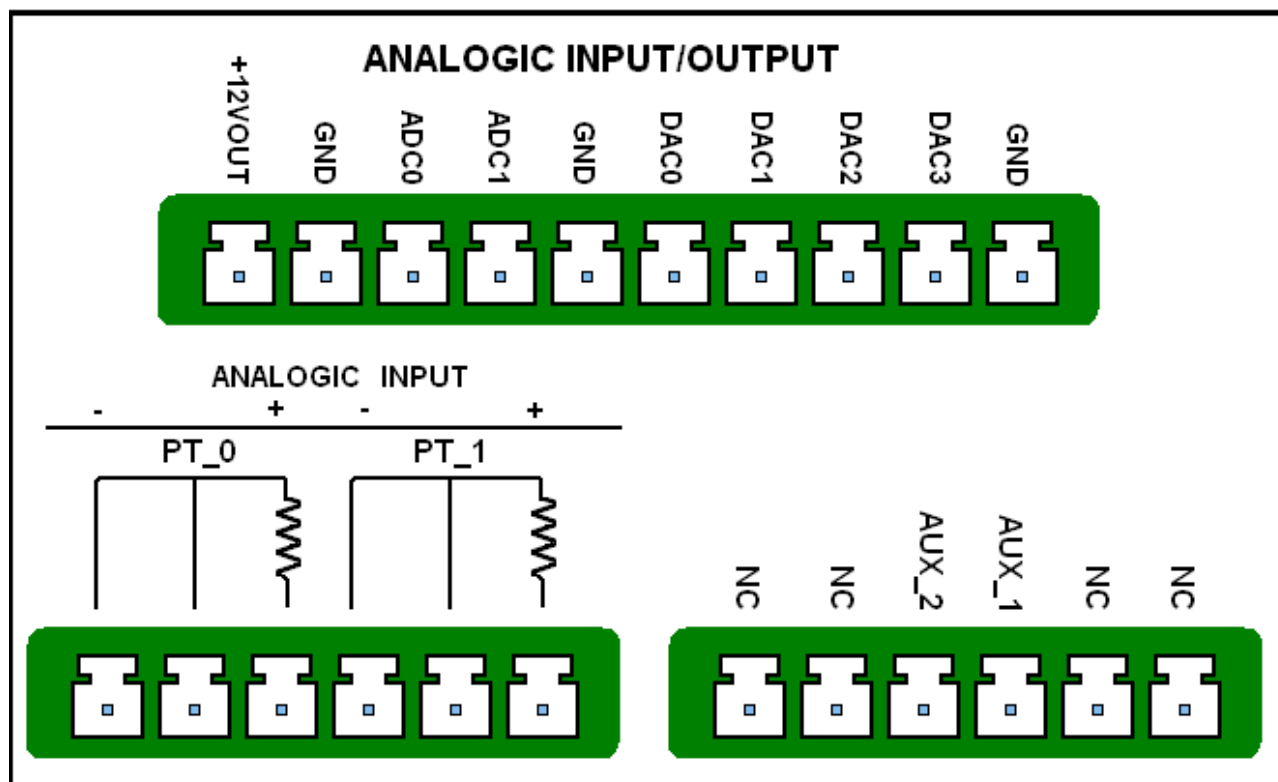 ANALOGIC INPUT/OUTPUT
+12VOUT
GND
ADC0
ADC1
GND
DAC0
DAC1
DAC2
DAC3
GND
ANALOGIC INPUT
- + - +
PT_0 PT_1
NC
NC
AUX_2
AUX_1
NC
NC